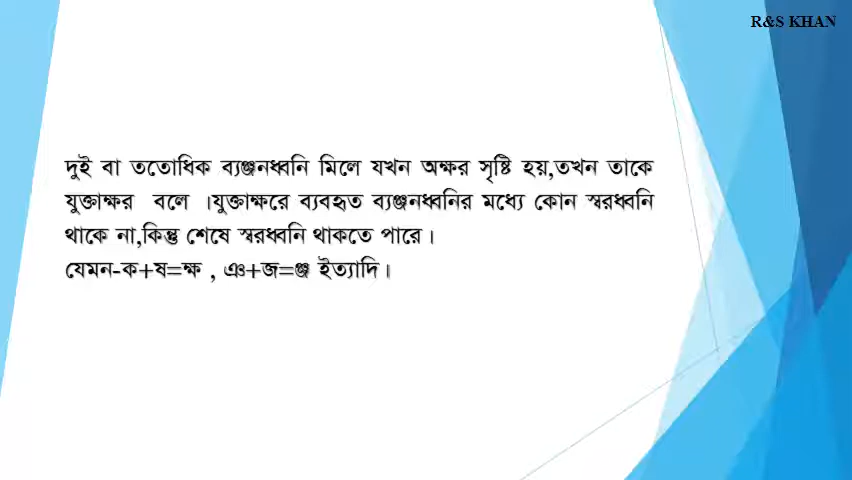 R&S KHAN
দুই বা ততোধিক ব্যঞ্জনধ্বনি মিলে যখন অক্ষর সৃষ্টি হয়,তখন তাকে
যুক্তাক্ষর বলে ।যুক্তাক্ষরে ব্যবহৃত ব্যঞ্জনধ্বনির মধ্যে কোন স্বরধ্বনি
থাকে না,কিন্তু শেষে স্বরধ্বনি থাকতে পারে।
যেমন-ক+ষ=ক্ষ , ঞ+জ=ঞ্জ ইত্যাদি।